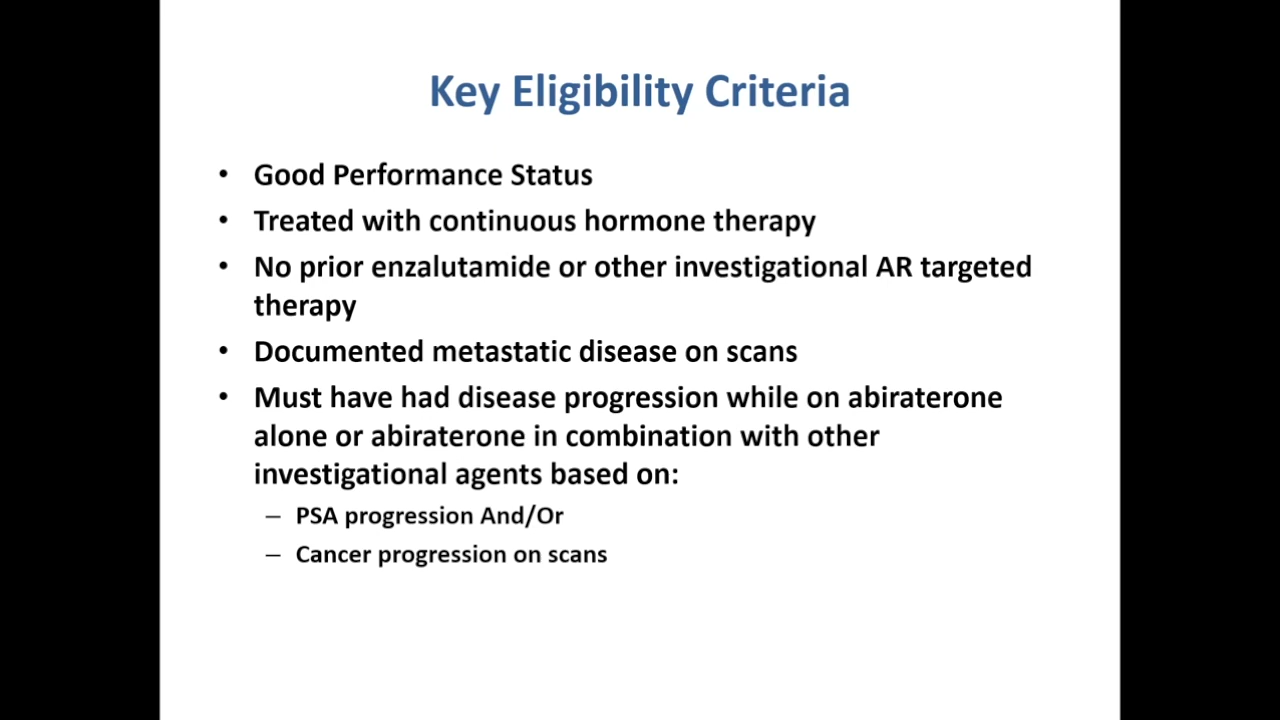 Key Eligibility Criteria
• Good Performance Status
• Treated with continuous hormone therapy
• No prior enzalutamide or other investigational AR targeted
therapy
• Documented metastatic disease on scans
• Must have had disease progression while on abiraterone
alone or abiraterone in combination with other
investigational agents based on:
– PSA progression And/Or
– Cancer progression on scans